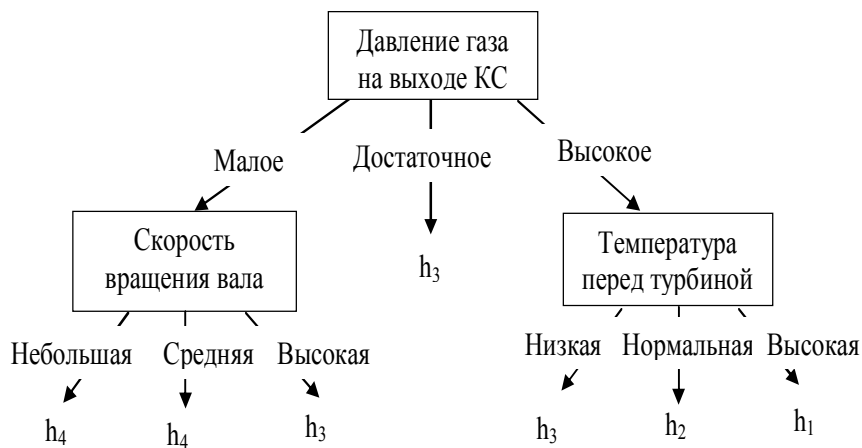 Давление газа
на выходе КС
Малое
Достаточное
Высокое
Скорость
вращения вала
h₃
Температура
перед турбиной
Небольшая Средняя Высокая
Низкая Нормальная Высокая
h₄ h₄ h₃
h₃ h₂ h₁